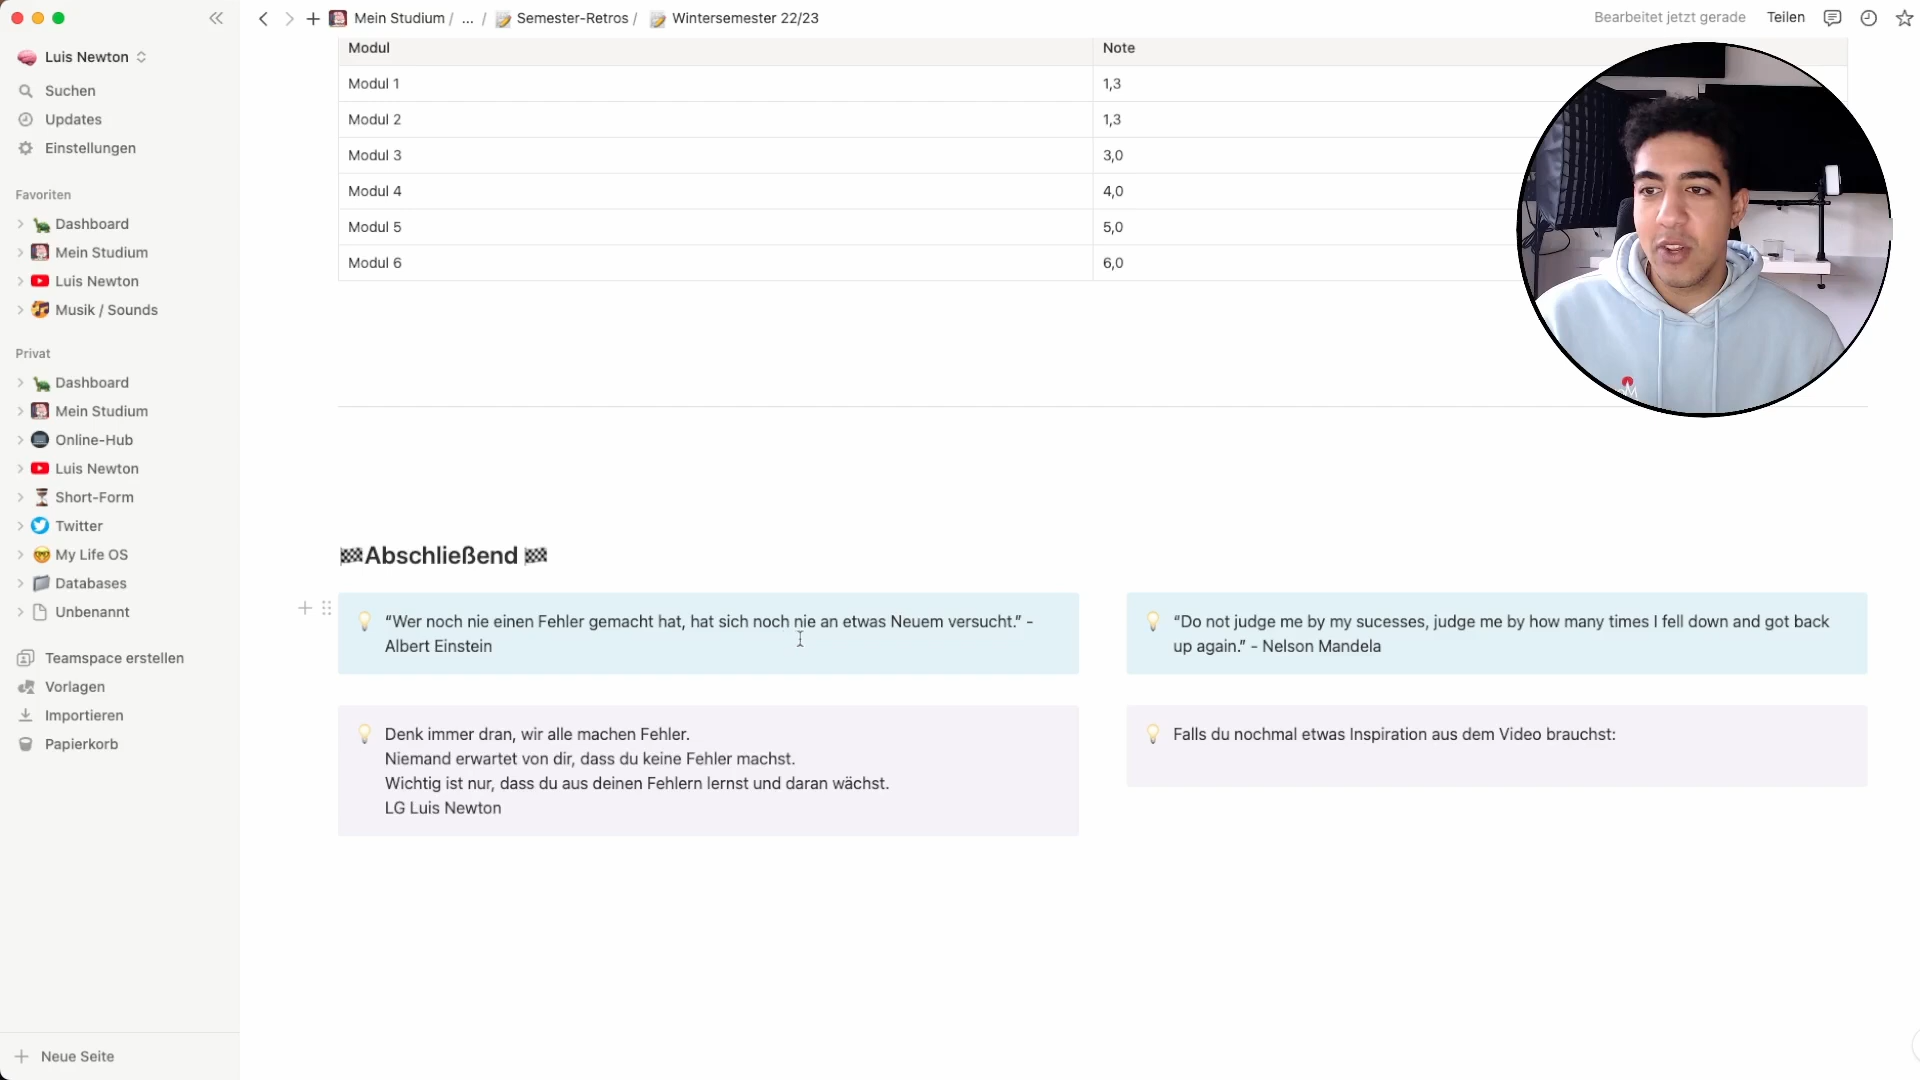 Mein Studium / ... / Semester-Retros / Wintersemester 22/23
Bearbeitet jetzt gerade Teilen
Luis Newton
Suchen
Updates
Einstellungen
Favoriten
Dashboard
Mein Studium
Luis Newton
Musik / Sounds
Privat
Dashboard
Mein Studium
Online-Hub
Luis Newton
Short-Form
Twitter
My Life OS
Databases
Unbenannt
Teamspace erstellen
Vorlagen
Importieren
Papierkorb
Neue Seite
Modul Note
Modul 1 1,3
Modul 2 1,3
Modul 3 3,0
Modul 4 4,0
Modul 5 5,0
Modul 6 6,0
Abschließend
“Wer noch nie einen Fehler gemacht hat, hat sich noch nie an etwas Neuem versucht.” -
Albert Einstein
“Do not judge me by my sucesses, judge me by how many times I fell down and got back
up again.” - Nelson Mandela
Denk immer dran, wir alle machen Fehler.
Niemand erwartet von dir, dass du keine Fehler machst.
Wichtig ist nur, dass du aus deinen Fehlern lernst und daran wächst.
LG Luis Newton
Falls du nochmal etwas Inspiration aus dem Video brauchst: